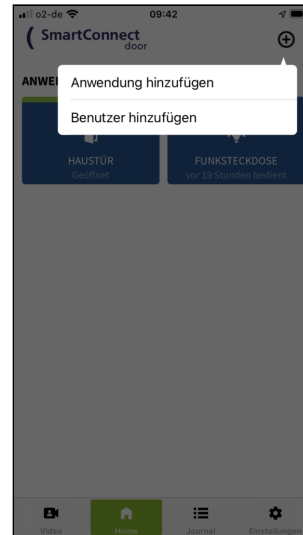 o2-de 09:42
SmartConnect
door
ANWE
Anwendung hinzufügen
Benutzer hinzufügen
HAUSTÜR
Geöffnet
FUNKSTECKDOSE
vor 19 Stunden bedient
Video Home Journal Einstellungen